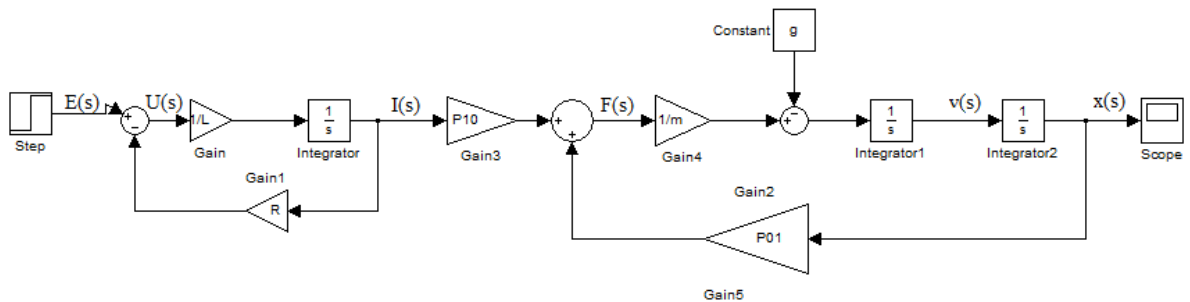 Constant
g
E(s)
U(s)
I(s)
F(s)
v(s)
x(s)
+
−
1/L
1
s
P10
+
+
1/m
+
−
1
s
1
s
Step
Gain
Integrator
Gain3
Gain4
Integrator1
Integrator2
Scope
Gain1
R
Gain2
P01
Gain5